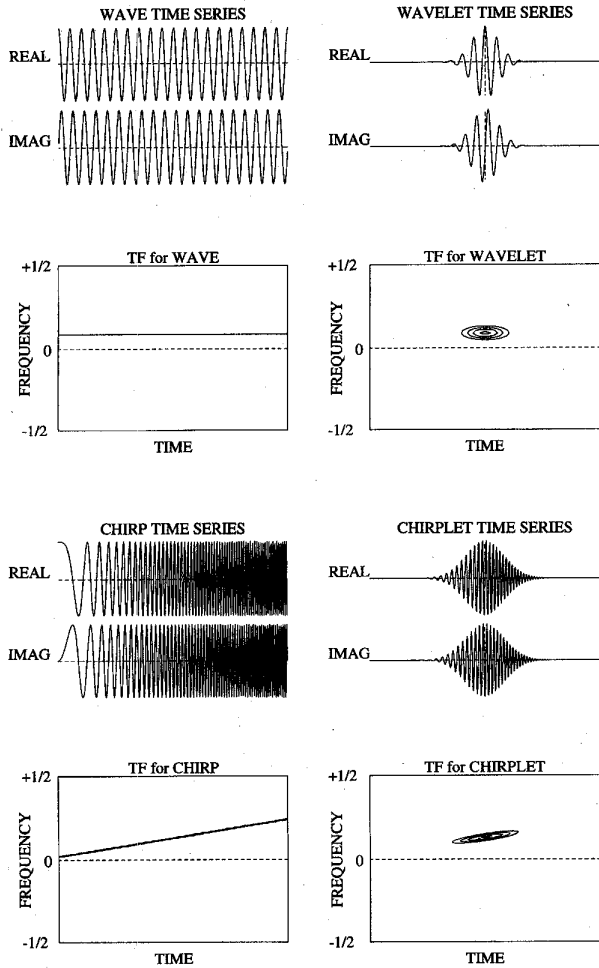 WAVE TIME SERIES
REAL
IMAG
WAVELET TIME SERIES
REAL
IMAG
TF for WAVE
+1/2
FREQUENCY
0
-1/2
TIME
TF for WAVELET
+1/2
FREQUENCY
0
-1/2
TIME
CHIRP TIME SERIES
REAL
IMAG
CHIRPLET TIME SERIES
REAL
IMAG
TF for CHIRP
+1/2
FREQUENCY
0
-1/2
TIME
TF for CHIRPLET
+1/2
FREQUENCY
0
-1/2
TIME